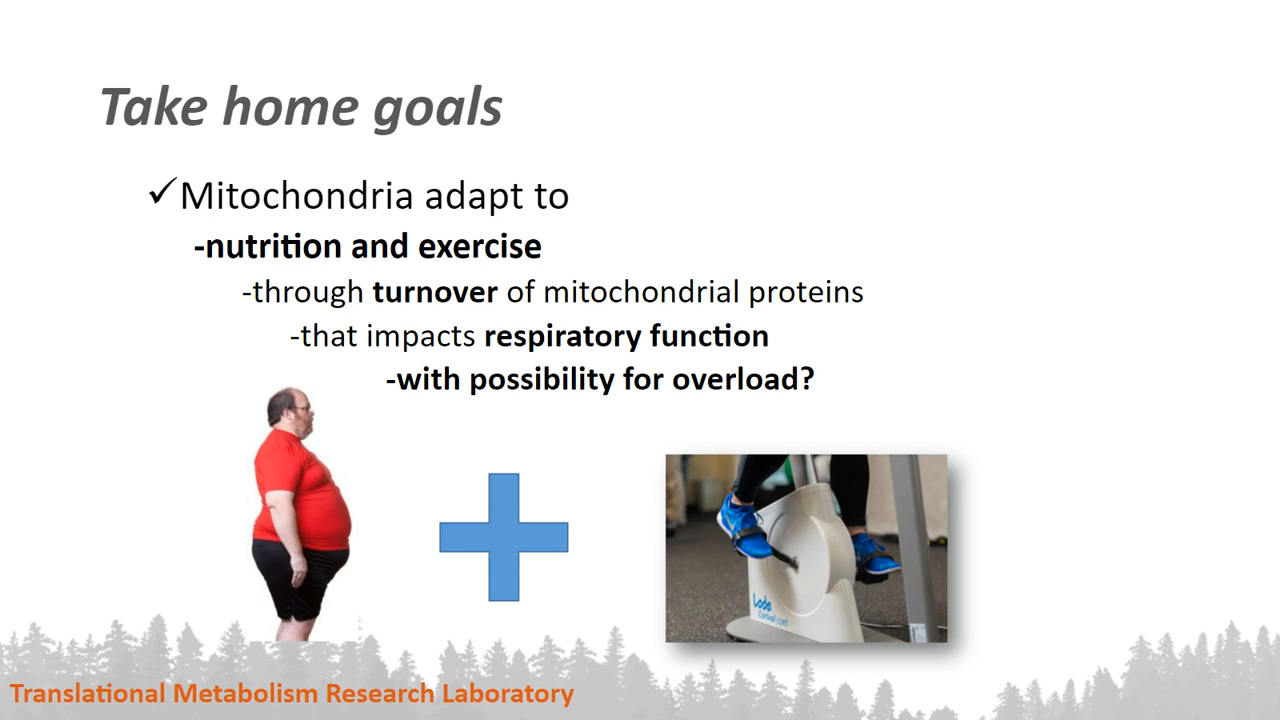 Take home goals
✓Mitochondria adapt to
-nutrition and exercise
-through turnover of mitochondrial proteins
-that impacts respiratory function
-with possibility for overload?
Lode
Translational Metabolism Research Laboratory